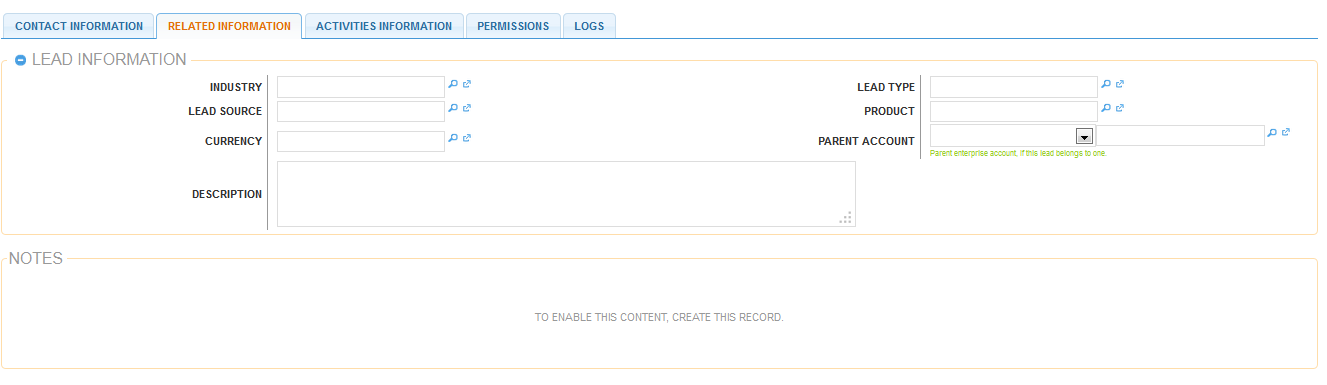 CONTACT INFORMATION RELATED INFORMATION ACTIVITIES INFORMATION PERMISSIONS LOGS
LEAD INFORMATION
INDUSTRY LEAD TYPE
LEAD SOURCE PRODUCT
CURRENCY PARENT ACCOUNT
Parent enterprise account, if this lead belongs to one.
DESCRIPTION
NOTES
TO ENABLE THIS CONTENT, CREATE THIS RECORD.